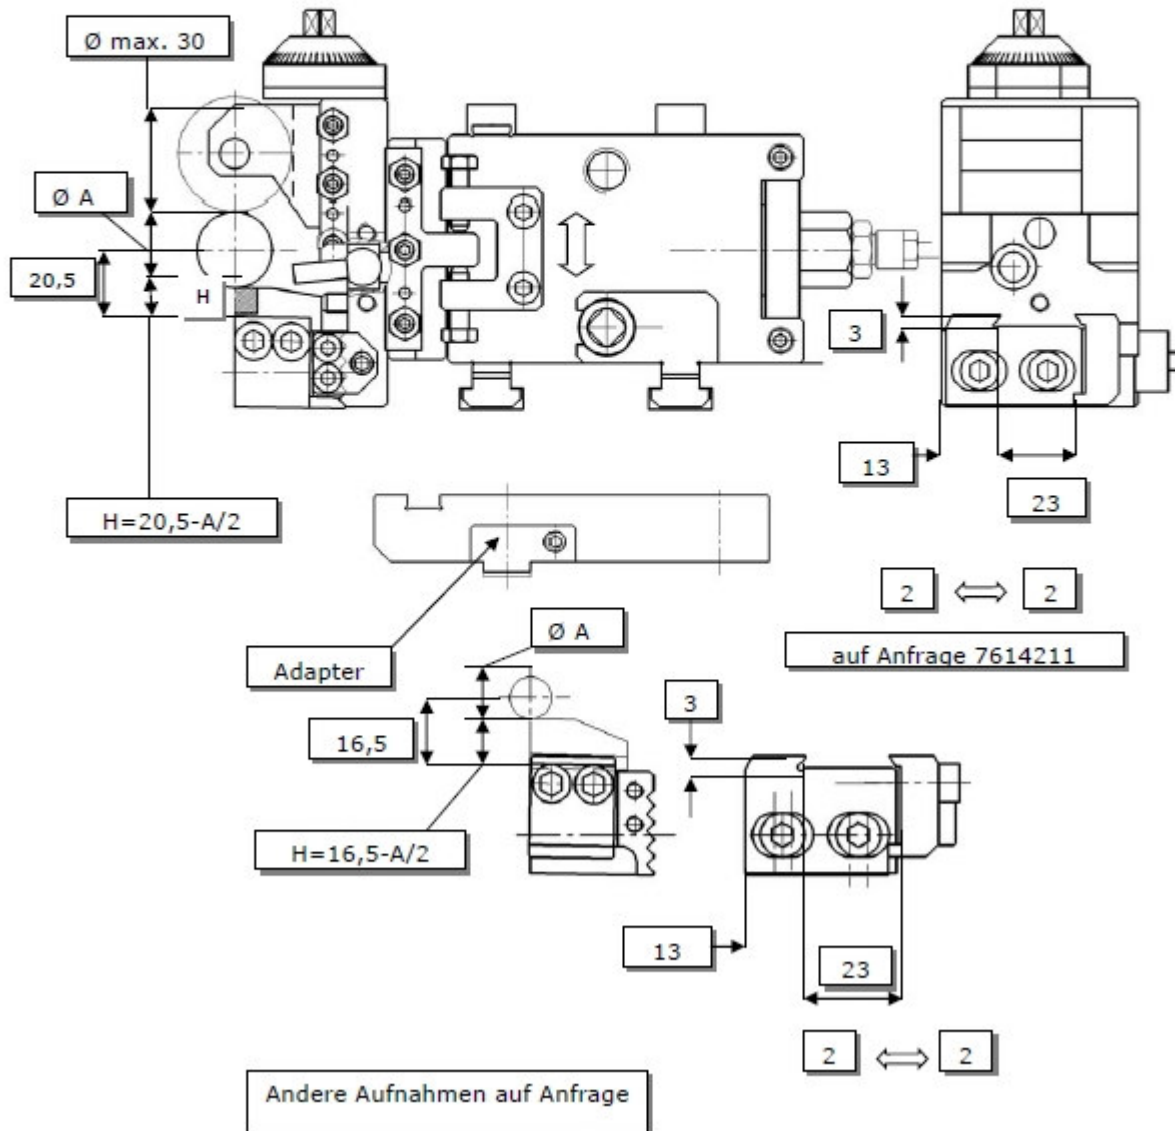 Ø max. 30
Ø A
20,5
H
3
13
23
H=20,5-A/2
2 2
auf Anfrage 7614211
Adapter
Ø A
16,5
3
H=16,5-A/2
13
23
2 2
Andere Aufnahmen auf Anfrage